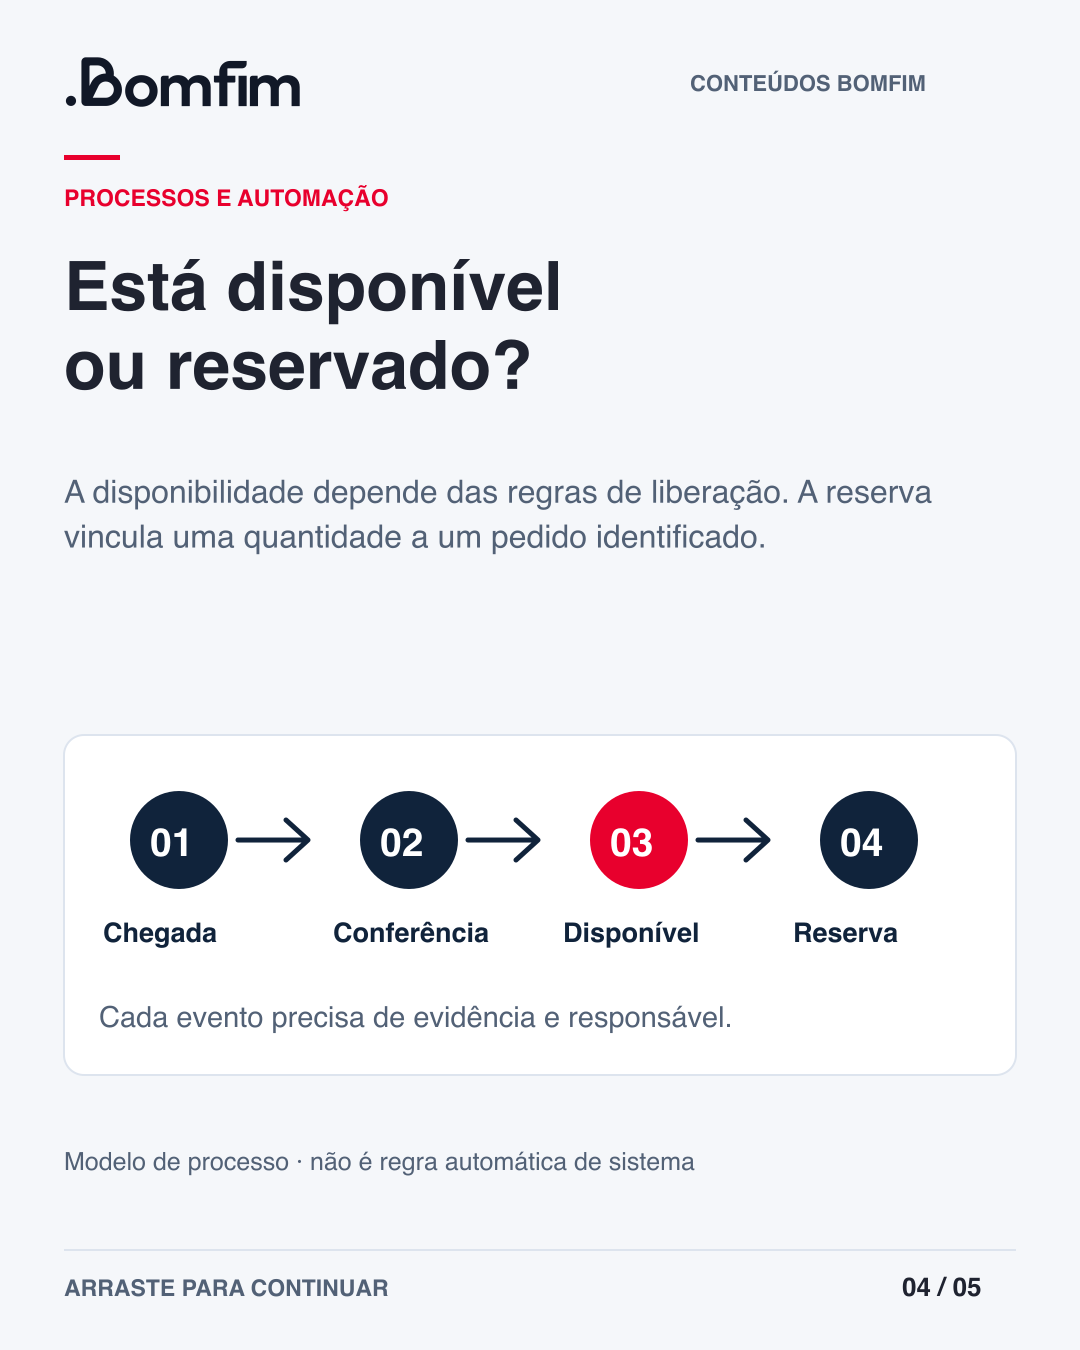 .Bomfim
CONTEÚDOS BOMFIM
PROCESSOS E AUTOMAÇÃO
Está disponível
ou reservado?
A disponibilidade depende das regras de liberação. A reserva
vincula uma quantidade a um pedido identificado.
01
02
03
04
Chegada
Conferência
Disponível
Reserva
Cada evento precisa de evidência e responsável.
Modelo de processo · não é regra automática de sistema
ARRASTE PARA CONTINUAR
04 / 05